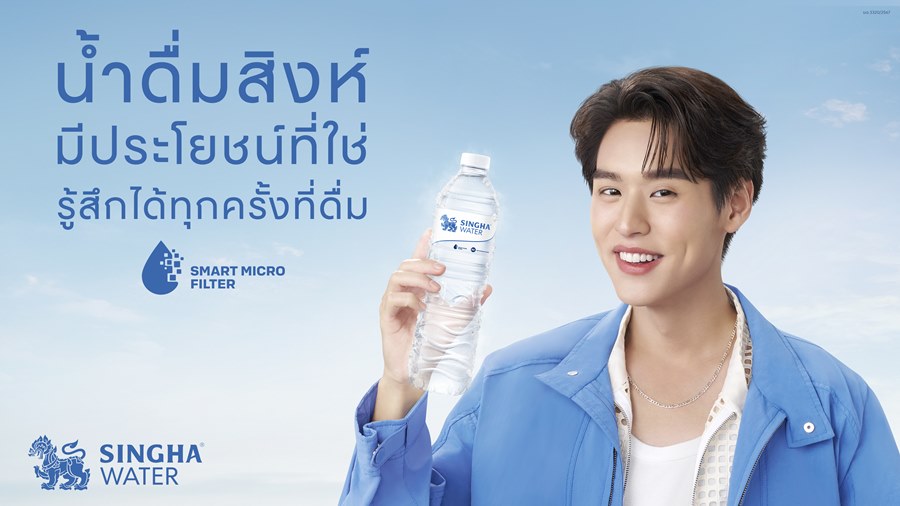 น้ำดื่มสิงห์
มีประโยชน์ที่ใช่
รู้สึกได้ทุกครั้งที่ดื่ม
SMART MICRO
FILTER
SINGHA
WATER
SINGHA®
WATER